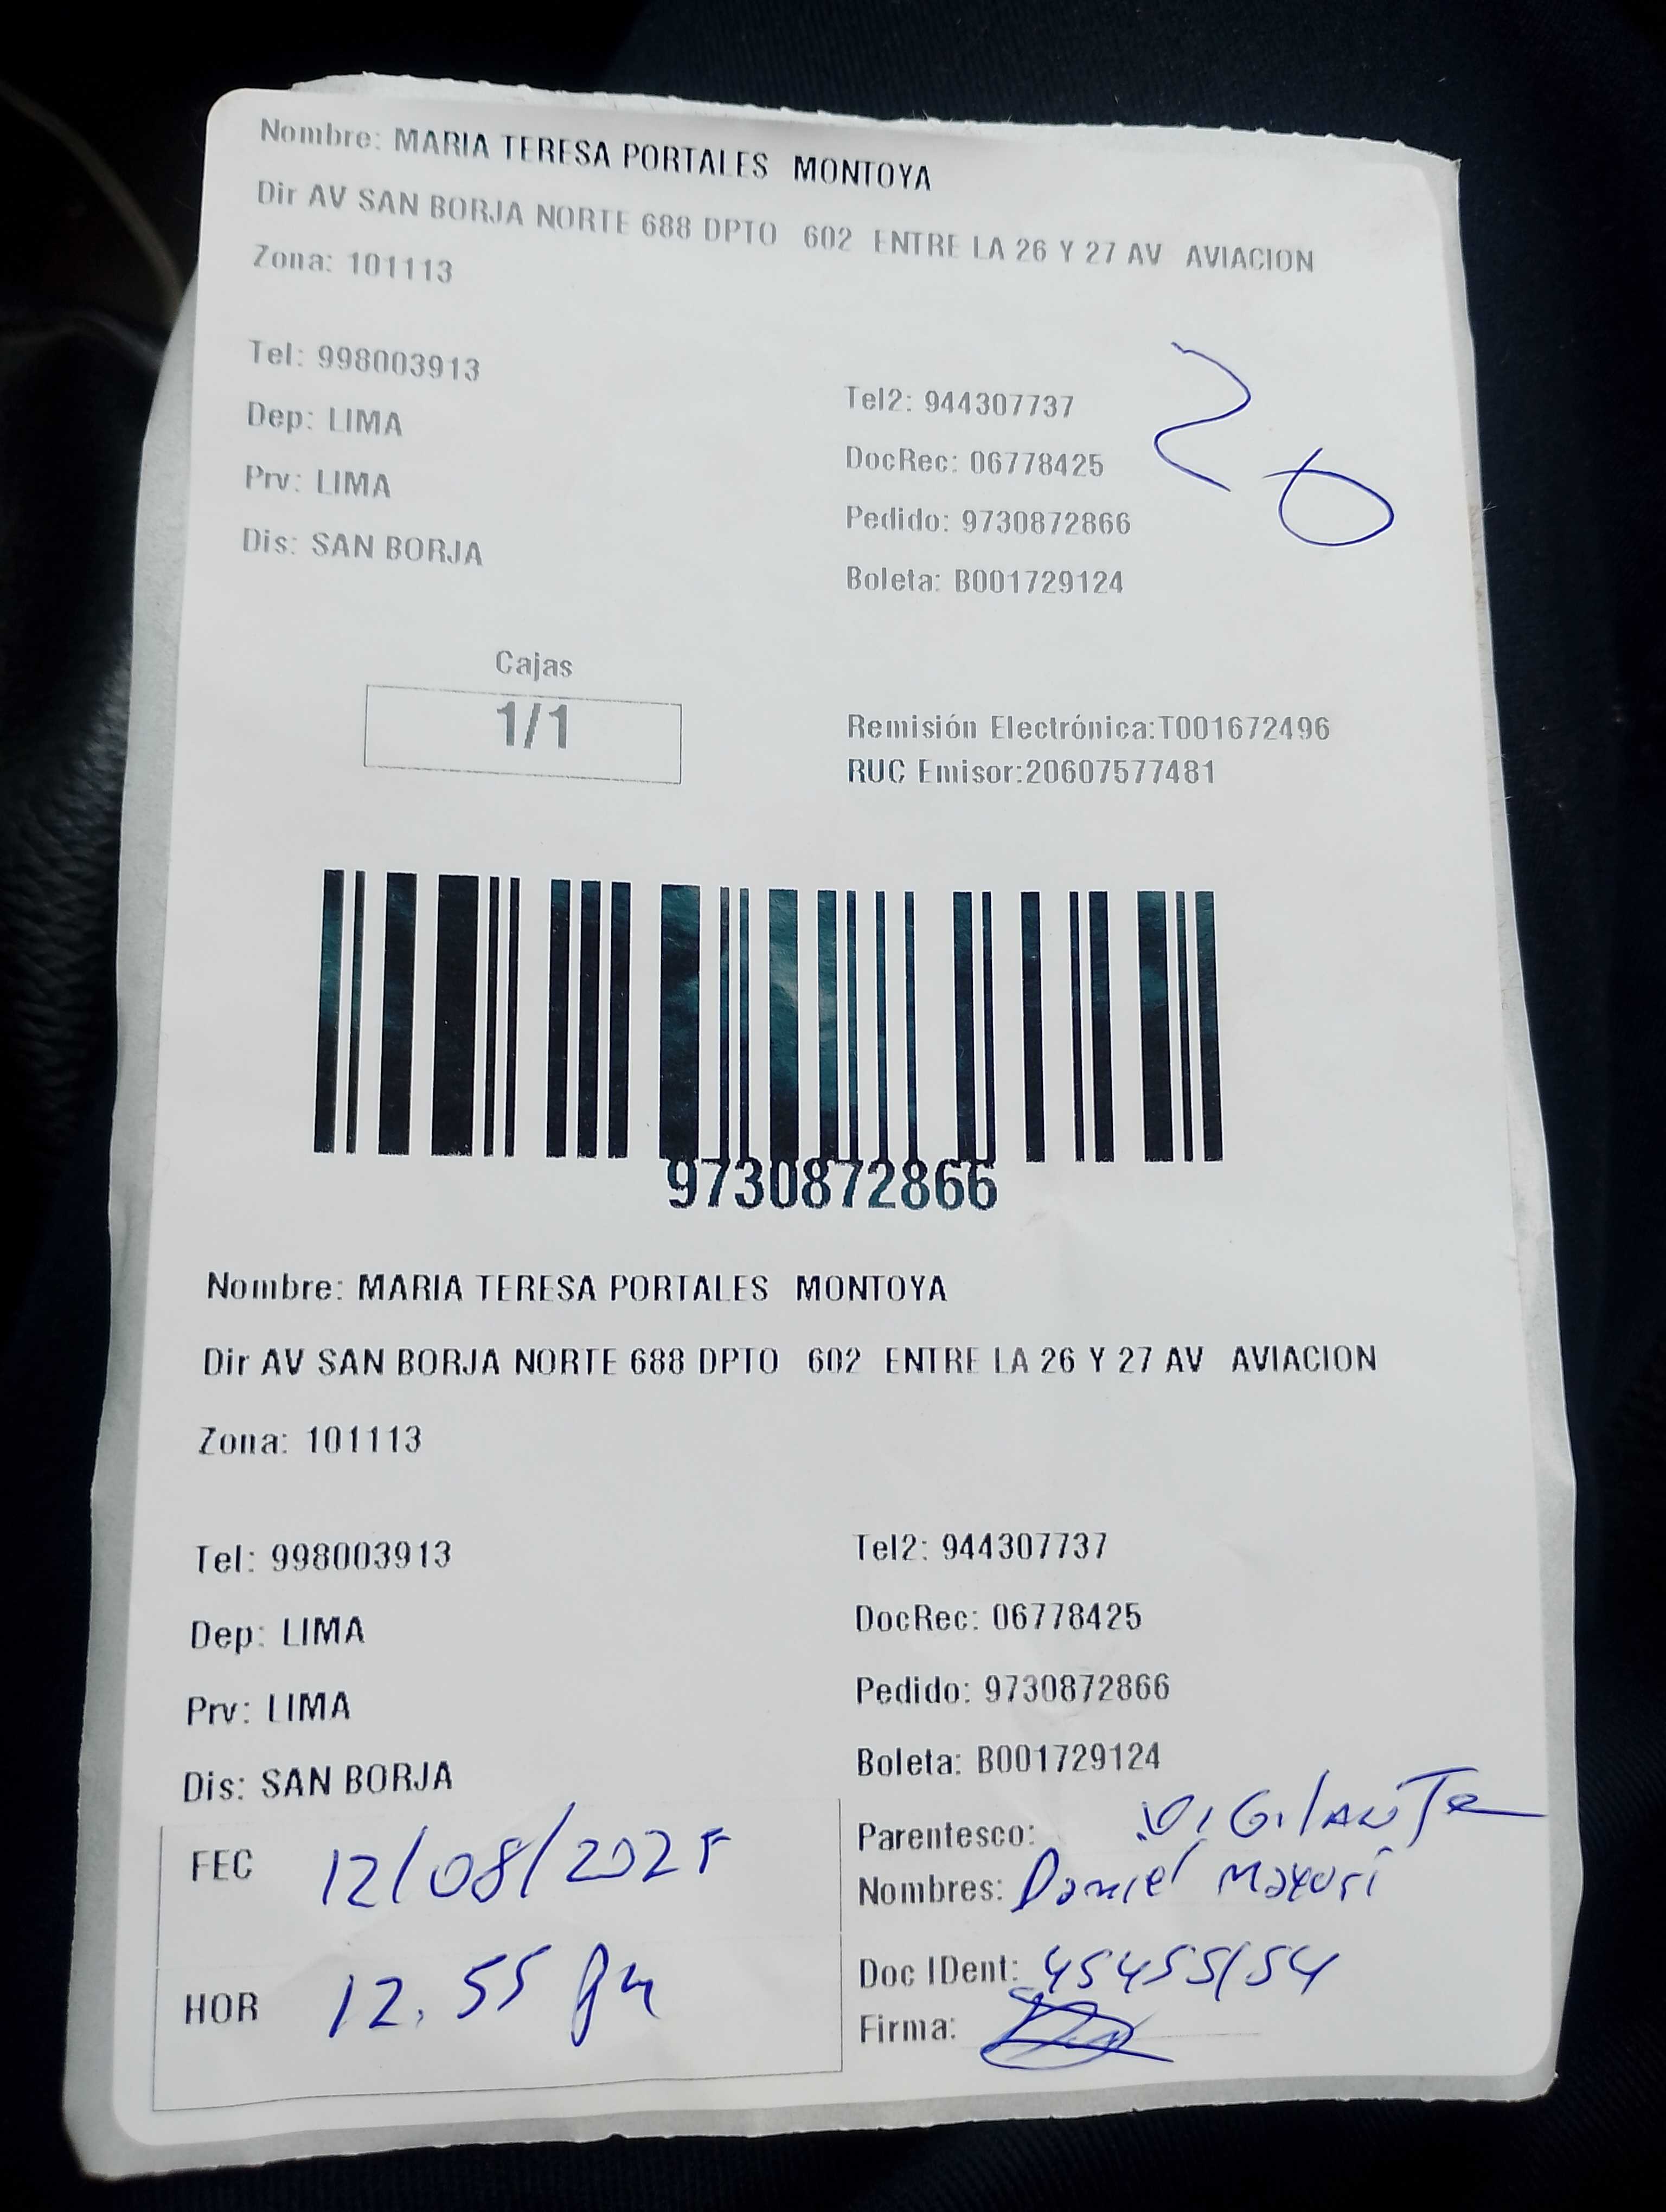 Nombre: MARIA TERESA PORTALES MONTOYA
Dir AV SAN BORJA NORTE 688 DPTO 602 ENTRE LA 26 Y 27 AV AVIACION
Zona: 101113
20
Tel: 998003913
Tel2: 944307737
Dep: LIMA
DocRec: 06778425
Prv: LIMA
Pedido: 9730872866
Dis: SAN BORJA
Boleta: B001729124
Cajas
1/1
Remisión Electrónica:T001672496
RUC Emisor:20607577481
9730872866
Nombre: MARIA TERESA PORTALES MONTOYA
Dir AV SAN BORJA NORTE 688 DPTO 602 ENTRE LA 26 Y 27 AV AVIACION
Zona: 101113
Tel: 998003913
Tel2: 944307737
Dep: LIMA
DocRec: 06778425
Prv: LIMA
Pedido: 9730872866
Dis: SAN BORJA
Boleta: B001729124
FEC 12/08/2025
Parentesco: VIGILANTE
Nombres: Daniel Mayuri
HOR 12.55 pm
Doc IDent: 45455154
Firma: